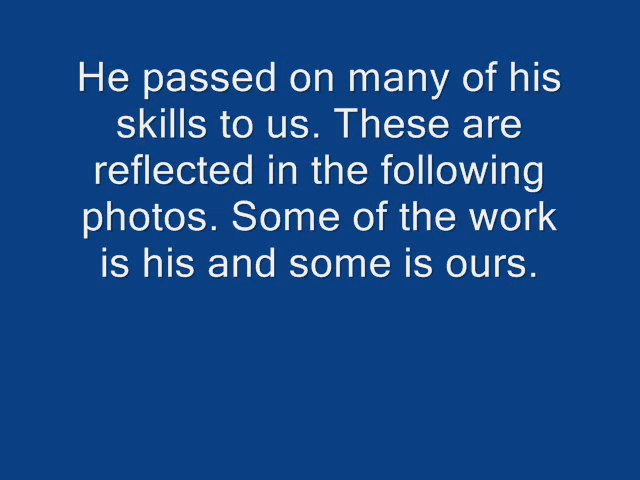 He passed on many of his
skills to us. These are
reflected in the following
photos. Some of the work
is his and some is ours.